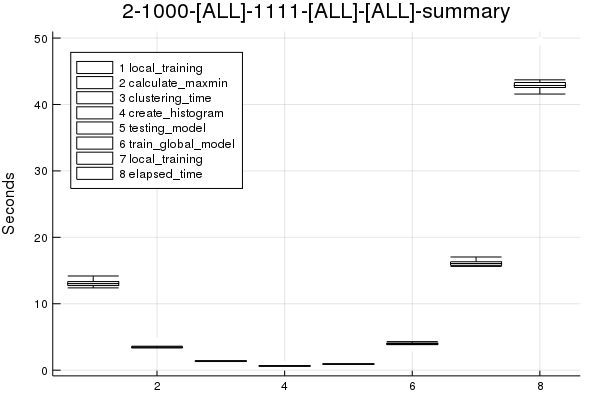 2-1000-[ALL]-1111-[ALL]-[ALL]-summary
50
40
30
20
10
0
Seconds
1 local_training
2 calculate_maxmin
3 clustering_time
4 create_histogram
5 testing_model
6 train_global_model
7 local_training
8 elapsed_time
2 4 6 8